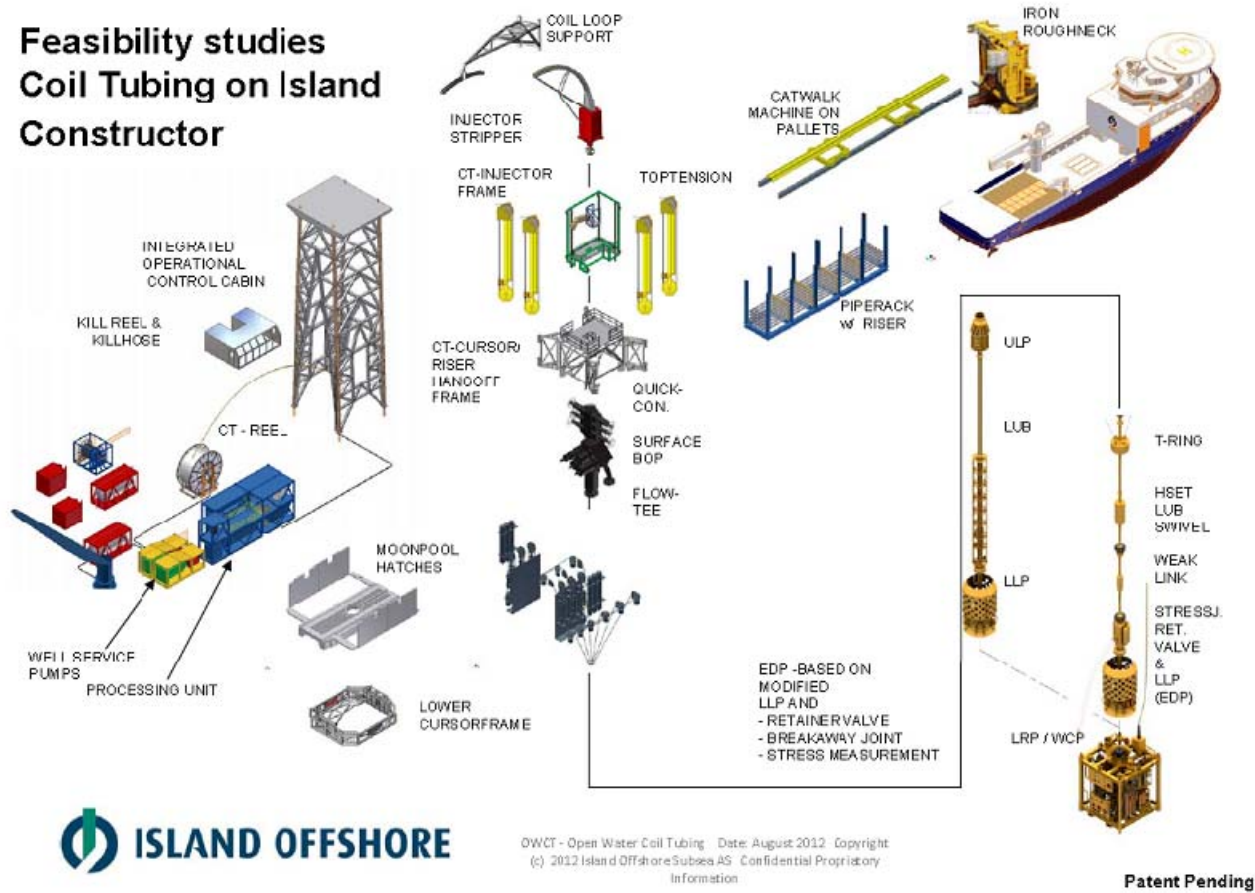 Feasibility studies
Coil Tubing on Island
Constructor
COIL LOOP
SUPPORT
INJECTOR
STRIPPER
CT-INJECTOR
FRAME
TOPTENSION
IRON
ROUGHNECK
CATWALK
MACHINE ON
PALLETS
PIPERACK
w/ RISER
INTEGRATED
OPERATIONAL
CONTROL CABIN
KILL REEL &
KILLHOSE
CT - REEL
CT-CURSOR/
RISER
HANGOFF
FRAME
QUICK-
CON.
SURFACE
BOP
FLOW-
TEE
MOONPOOL
HATCHES
LOWER
CURSORFRAME
WELL SERVICE
PUMPS
PROCESSING UNIT
ULP
LUB
LLP
T-RING
HSET
LUB
SWIVEL
WEAK
LINK
STRESSJ.
RET.
VALVE
&
LLP
(EDP)
LRP / WCP
EDP -BASED ON
MODIFIED
LLP AND
- RETAINER VALVE
- BREAKAWAY JOINT
- STRESS MEASUREMENT
ISLAND OFFSHORE
OWCT - Open Water Coil Tubing Date: August 2012 Copyright
(c) 2012 Island Offshore Subsea AS Confidential Propriatory
Information
Patent Pending